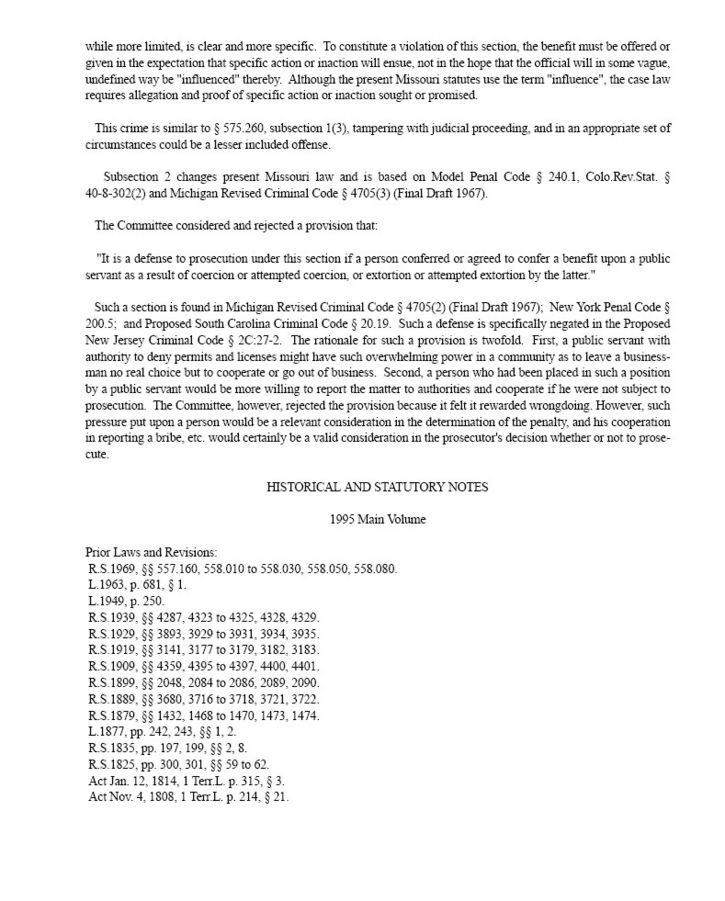 while more limited, is clear and more specific. To constitute a violation of this section, the benefit must be offered or
given in the expectation that specific action or inaction will ensue, not in the hope that the official will in some vague,
undefined way be "influenced" thereby. Although the present Missouri statutes use the term "influence", the case law
requires allegation and proof of specific action or inaction sought or promised.
This crime is similar to § 575.260, subsection 1(3), tampering with judicial proceeding, and in an appropriate set of
circumstances could be a lesser included offense.
Subsection 2 changes present Missouri law and is based on Model Penal Code § 240.1, Colo.Rev.Stat. §
40-8-302(2) and Michigan Revised Criminal Code § 4705(3) (Final Draft 1967).
The Committee considered and rejected a provision that:
"It is a defense to prosecution under this section if a person conferred or agreed to confer a benefit upon a public
servant as a result of coercion or attempted coercion, or extortion or attempted extortion by the latter."
Such a section is found in Michigan Revised Criminal Code § 4705(2) (Final Draft 1967); New York Penal Code §
200.5; and Proposed South Carolina Criminal Code § 20.19. Such a defense is specifically negated in the Proposed
New Jersey Criminal Code § 2C:27-2. The rationale for such a provision is twofold. First, a public servant with
authority to deny permits and licenses might have such overwhelming power in a community as to leave a business-
man no real choice but to cooperate or go out of business. Second, a person who had been placed in such a position
by a public servant would be more willing to report the matter to authorities and cooperate if he were not subject to
prosecution. The Committee, however, rejected the provision because it felt it rewarded wrongdoing. However, such
pressure put upon a person would be a relevant consideration in the determination of the penalty, and his cooperation
in reporting a bribe, etc. would certainly be a valid consideration in the prosecutor's decision whether or not to prose-
cute.
HISTORICAL AND STATUTORY NOTES
1995 Main Volume
Prior Laws and Revisions:
R.S.1969, §§ 557.160, 558.010 to 558.030, 558.050, 558.080.
L.1963, p. 681, § 1.
L.1949, p. 250.
R.S.1939, §§ 4287, 4323 to 4325, 4328, 4329.
R.S.1929, §§ 3893, 3929 to 3931, 3934, 3935.
R.S.1919, §§ 3141, 3177 to 3179, 3182, 3183.
R.S.1909, §§ 4359, 4395 to 4397, 4400, 4401.
R.S.1899, §§ 2048, 2084 to 2086, 2089, 2090.
R.S.1889, §§ 3680, 3716 to 3718, 3721, 3722.
R.S.1879, §§ 1432, 1468 to 1470, 1473, 1474.
L.1877, pp. 242, 243, §§ 1, 2.
R.S.1835, pp. 197, 199, §§ 2, 8.
R.S.1825, pp. 300, 301, §§ 59 to 62.
Act Jan. 12, 1814, 1 Terr.L. p. 315, § 3.
Act Nov. 4, 1808, 1 Terr.L. p. 214, § 21.